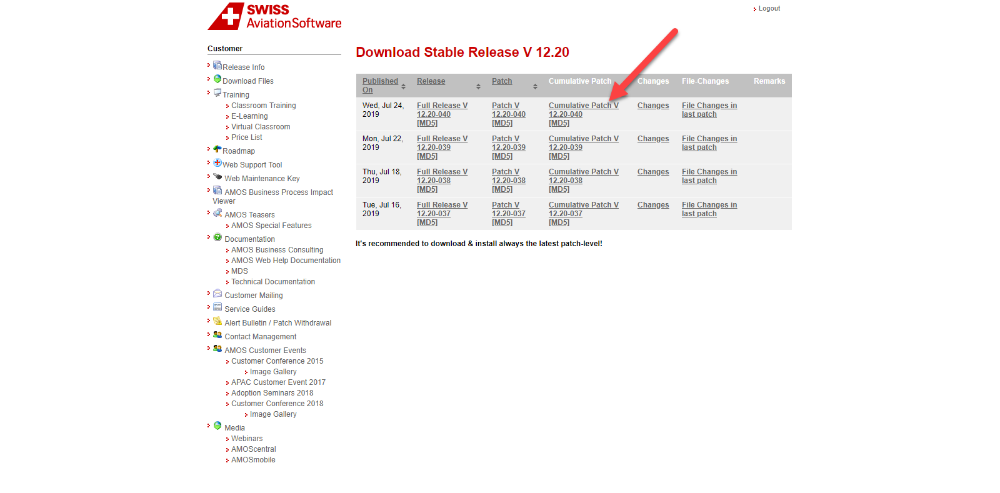 SWISS
AviationSoftware
Logout
Customer
Release Info
Download Files
Training
Classroom Training
E-Learning
Virtual Classroom
Price List
Roadmap
Web Support Tool
Web Maintenance Key
AMOS Business Process Impact
Viewer
AMOS Teasers
AMOS Special Features
Documentation
AMOS Business Consulting
AMOS Web Help Documentation
MDS
Technical Documentation
Customer Mailing
Service Guides
Alert Bulletin / Patch Withdrawal
Contact Management
AMOS Customer Events
Customer Conference 2015
Image Gallery
APAC Customer Event 2017
Adoption Seminars 2018
Customer Conference 2018
Image Gallery
Media
Webinars
AMOScentral
AMOSmobile
Download Stable Release V 12.20
Published Release Patch Cumulative Patch Changes File-Changes Remarks
On
Wed, Jul 24, Full Release V Patch V Cumulative Patch V Changes File Changes in
2019 12.20-040 12.20-040 12.20-040 last patch
[MD5] [MD5] [MD5]
Mon, Jul 22, Full Release V Patch V Cumulative Patch V Changes File Changes in
2019 12.20-039 12.20-039 12.20-039 last patch
[MD5] [MD5] [MD5]
Thu, Jul 18, Full Release V Patch V Cumulative Patch V Changes File Changes in
2019 12.20-038 12.20-038 12.20-038 last patch
[MD5] [MD5] [MD5]
Tue, Jul 16, Full Release V Patch V Cumulative Patch V Changes File Changes in
2019 12.20-037 12.20-037 12.20-037 last patch
[MD5] [MD5] [MD5]
It's recommended to download & install always the latest patch-level!